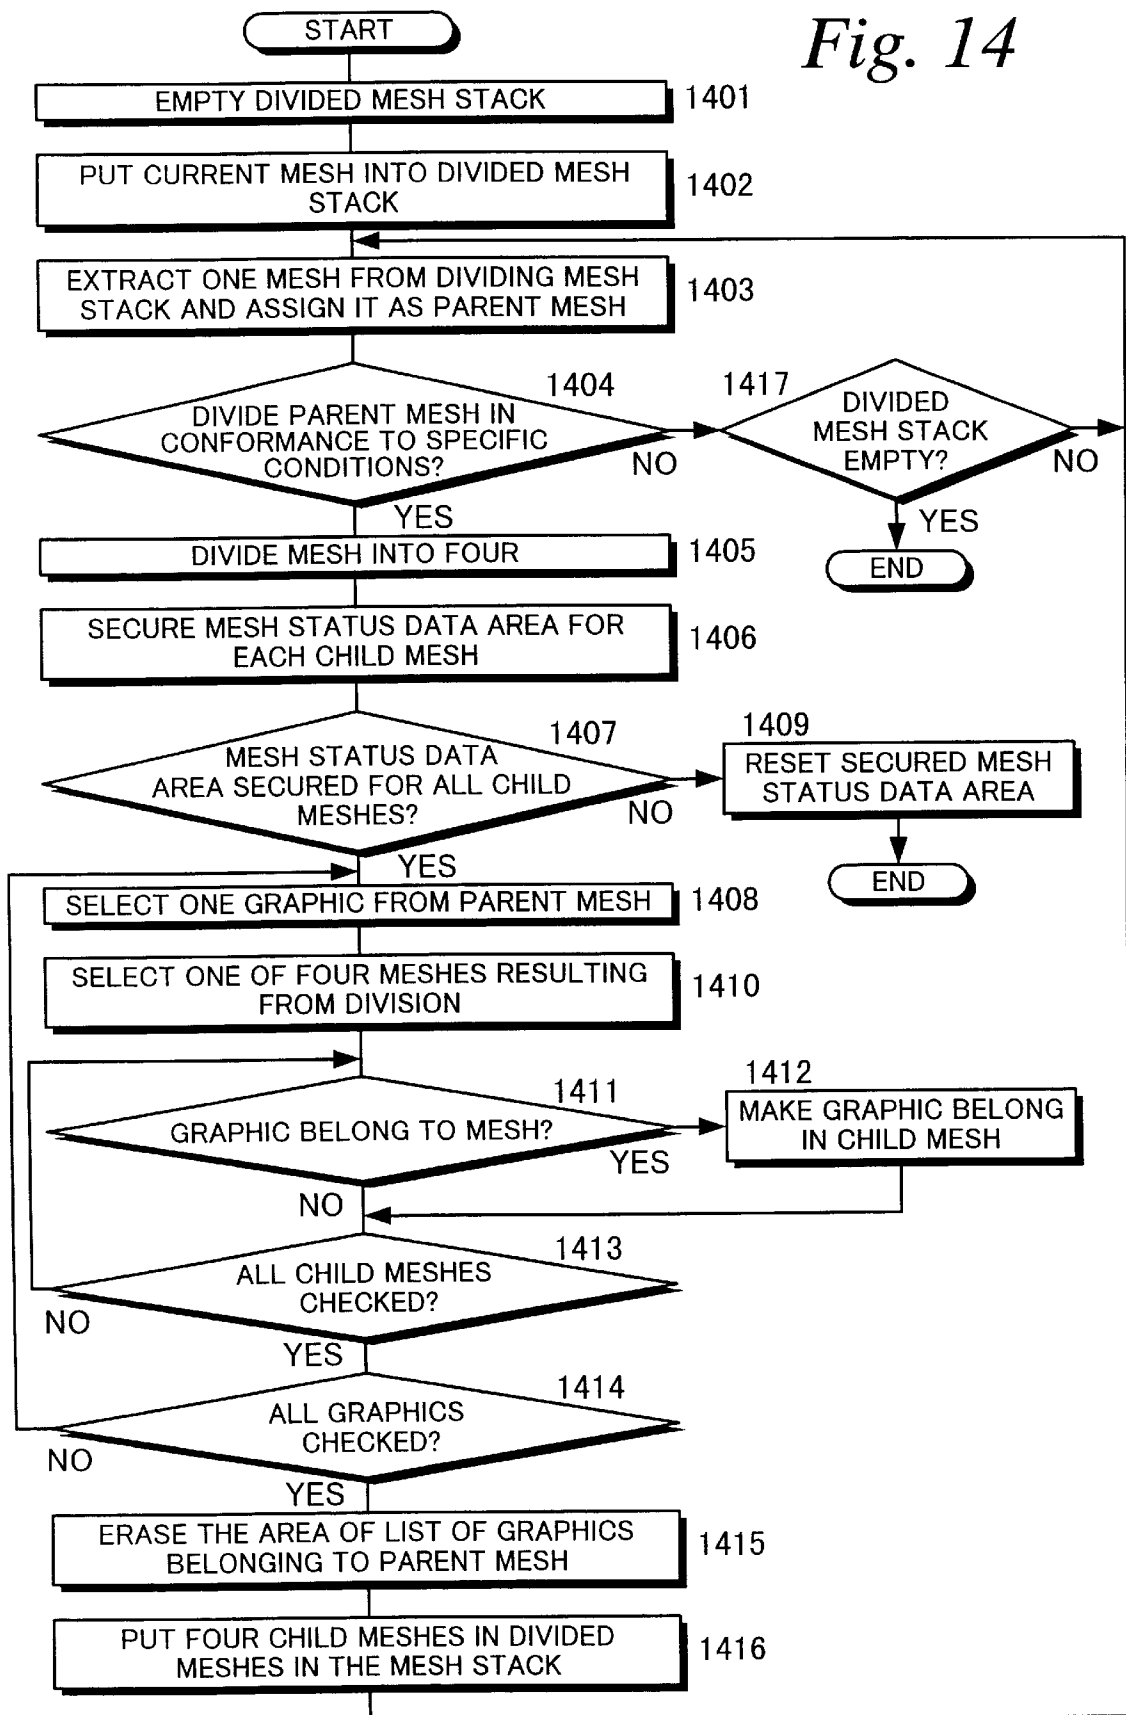 START
Fig. 14
EMPTY DIVIDED MESH STACK
1401
PUT CURRENT MESH INTO DIVIDED MESH
STACK
1402
EXTRACT ONE MESH FROM DIVIDING MESH
STACK AND ASSIGN IT AS PARENT MESH
1403
1404
DIVIDE PARENT MESH IN
CONFORMANCE TO SPECIFIC
CONDITIONS?
NO
YES
1417
DIVIDED
MESH STACK
EMPTY?
NO
YES
END
DIVIDE MESH INTO FOUR
1405
SECURE MESH STATUS DATA AREA FOR
EACH CHILD MESH
1406
1407
MESH STATUS DATA
AREA SECURED FOR ALL CHILD
MESHES?
NO
YES
1409
RESET SECURED MESH
STATUS DATA AREA
END
SELECT ONE GRAPHIC FROM PARENT MESH
1408
SELECT ONE OF FOUR MESHES RESULTING
FROM DIVISION
1410
1411
GRAPHIC BELONG TO MESH?
YES
NO
1412
MAKE GRAPHIC BELONG
IN CHILD MESH
1413
ALL CHILD MESHES
CHECKED?
NO
YES
1414
ALL GRAPHICS
CHECKED?
NO
YES
ERASE THE AREA OF LIST OF GRAPHICS
BELONGING TO PARENT MESH
1415
PUT FOUR CHILD MESHES IN DIVIDED
MESHES IN THE MESH STACK
1416